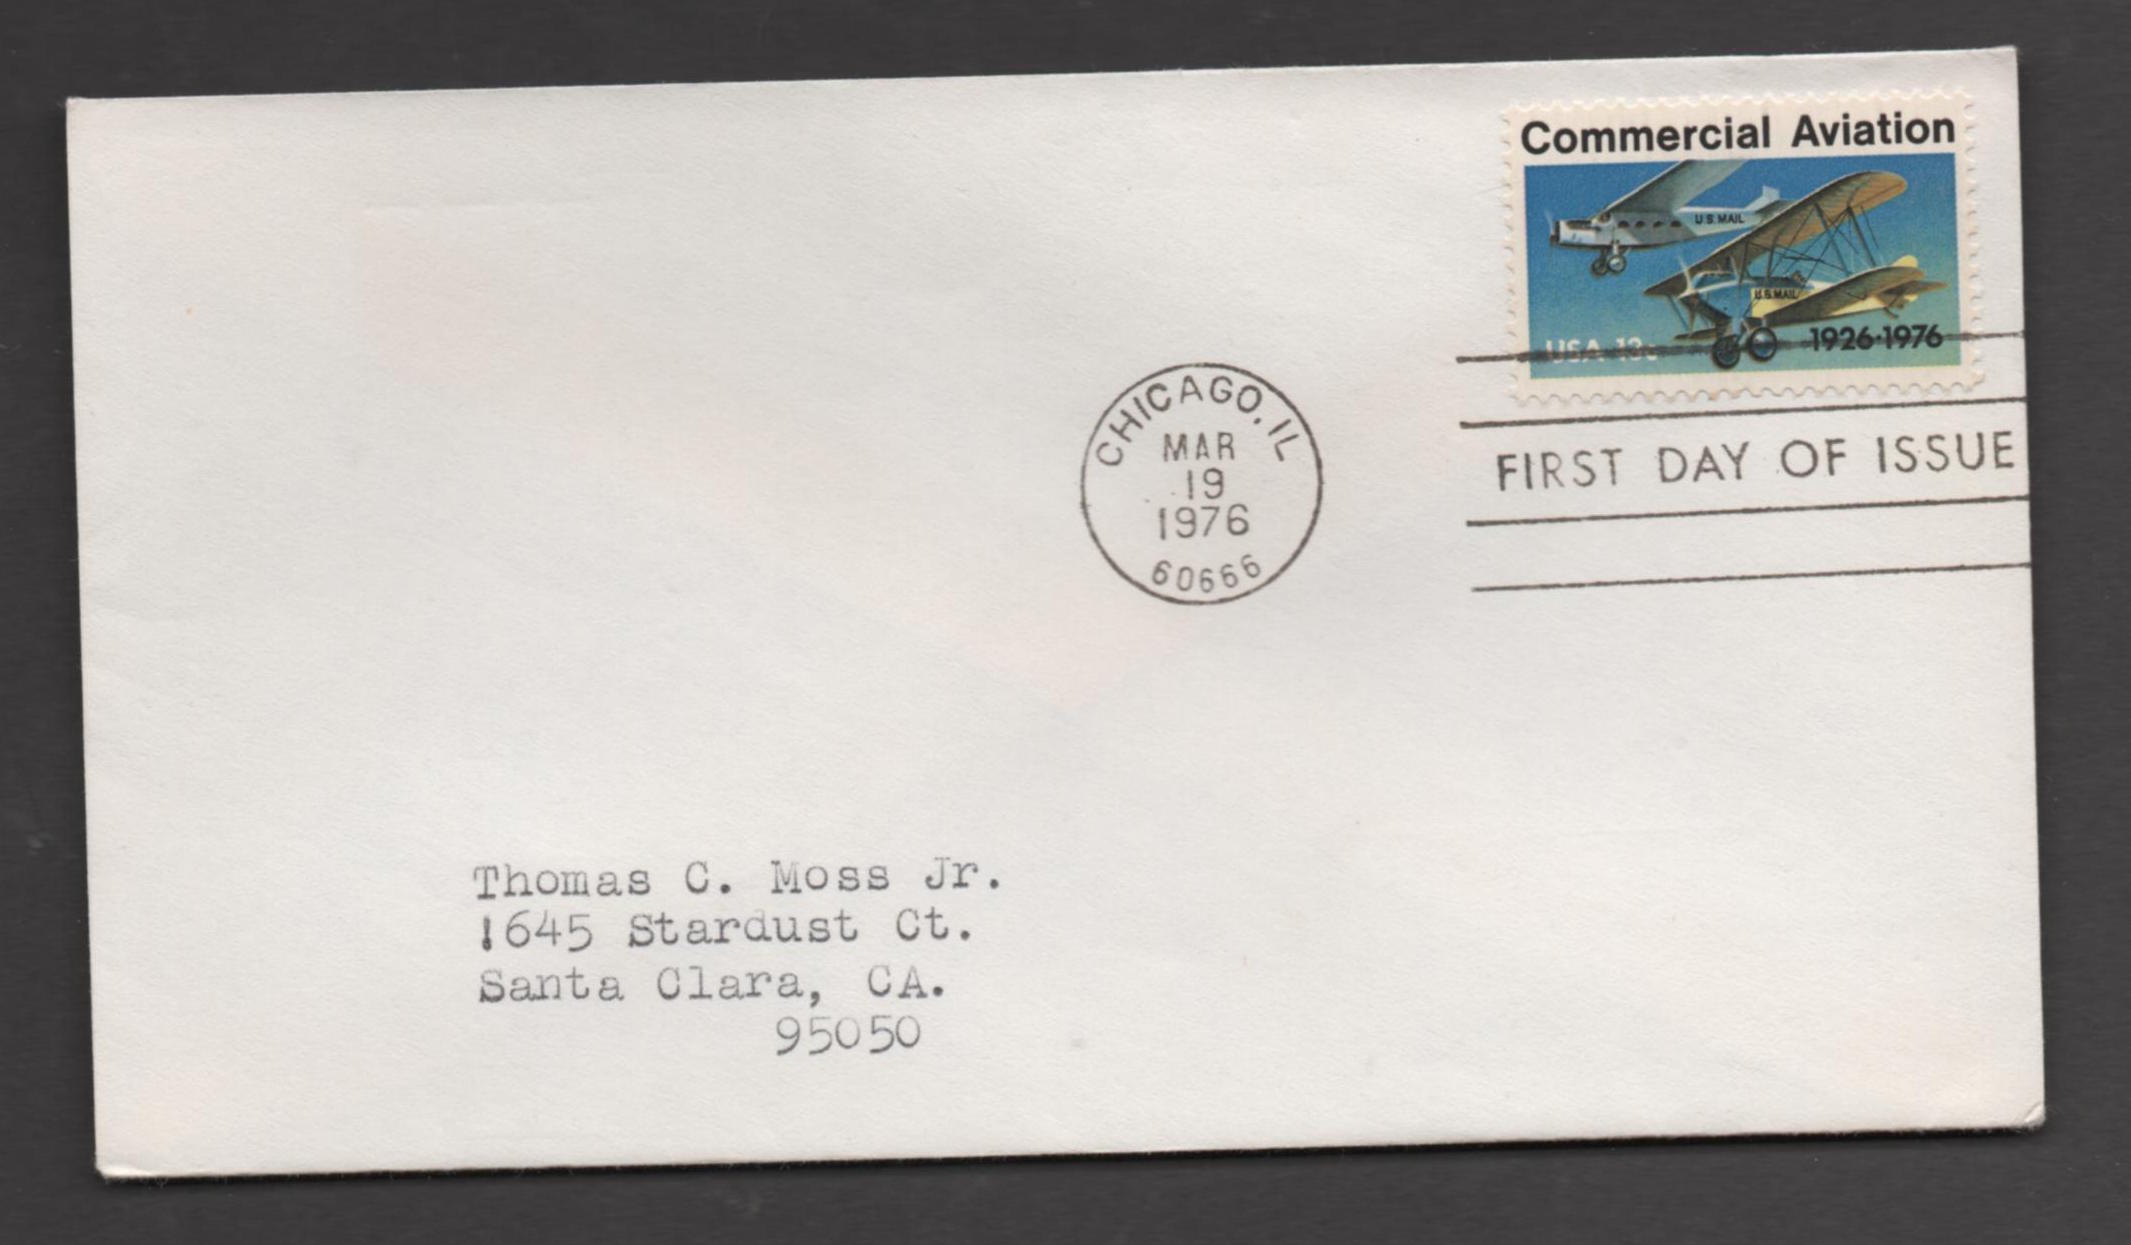 Commercial Aviation
U.S. MAIL
U.S. MAIL
USA 13c
1926·1976
CHICAGO, IL
MAR
19
1976
60666
FIRST DAY OF ISSUE
Thomas C. Moss Jr.
1645 Stardust Ct.
Santa Clara, CA.
95050